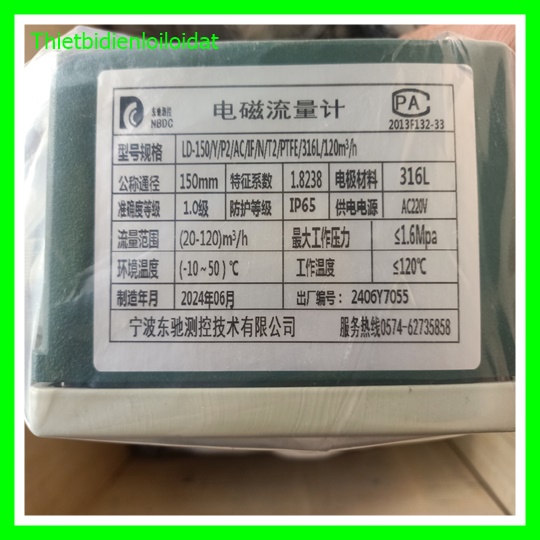 Thietbidienloiloidat
东驰测控
NBDC
电磁流量计
PA
2013F132-33
型号规格 LD-150/Y/P2/AC/IF/N/T2/PTFE/316L/120m³/h
公称通径 150mm 特征系数 1.8238 电极材料 316L
准确度等级 1.0级 防护等级 IP65 供电电源 AC220V
流量范围 (20-120)m³/h 最大工作压力 ≤1.6Mpa
环境温度 (-10~50)℃ 工作温度 ≤120℃
制造年月 2024年06月 出厂编号： 2406Y7055
宁波东驰测控技术有限公司 服务热线0574-62735858